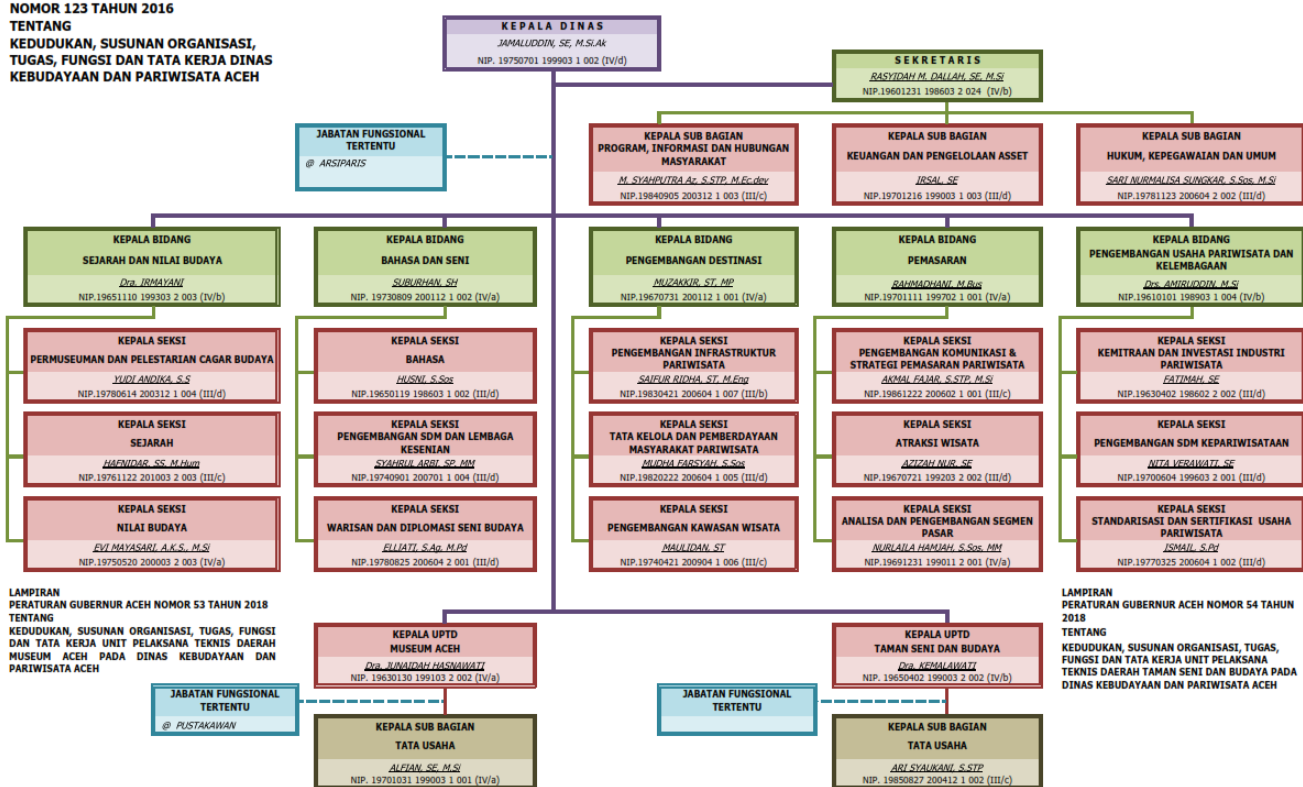 NOMOR 123 TAHUN 2016
TENTANG
KEDUDUKAN, SUSUNAN ORGANISASI,
TUGAS, FUNGSI DAN TATA KERJA DINAS
KEBUDAYAAN DAN PARIWISATA ACEH
KEPALA DINAS
JAMALUDDIN, SE, M.Si.Ak
NIP. 19750701 199903 1 002 (IV/d)
SEKRETARIS
RASYIDAH M. DALLAH, SE, M.Si
NIP.19601231 198603 2 024 (IV/b)
JABATAN FUNGSIONAL
TERTENTU
@ ARSIPARIS
KEPALA SUB BAGIAN
PROGRAM, INFORMASI DAN HUBUNGAN
MASYARAKAT
M. SYAHPUTRA Az, S.STP, M.Ec.dev
NIP.19840905 200312 1 003 (III/c)
KEPALA SUB BAGIAN
KEUANGAN DAN PENGELOLAAN ASSET
IRSAL, SE
NIP.19701216 199003 1 003 (III/d)
KEPALA SUB BAGIAN
HUKUM, KEPEGAWAIAN DAN UMUM
SARI NURMALISA SUNGKAR, S.Sos, M.Si
NIP.19781123 200604 2 002 (III/d)
KEPALA BIDANG
SEJARAH DAN NILAI BUDAYA
Dra. IRMAYANI
NIP.19651110 199303 2 003 (IV/b)
KEPALA BIDANG
BAHASA DAN SENI
SUBURHAN, SH
NIP. 19730809 200112 1 002 (IV/a)
KEPALA BIDANG
PENGEMBANGAN DESTINASI
MUZAKKIR, ST, MP
NIP.19670731 200112 1 001 (IV/a)
KEPALA BIDANG
PEMASARAN
RAHMADHANI, M.Bus
NIP.19701111 199702 1 001 (IV/a)
KEPALA BIDANG
PENGEMBANGAN USAHA PARIWISATA DAN
KELEMBAGAAN
Drs. AMIRUDDIN, M.Si
NIP.19610101 198903 1 004 (IV/b)
KEPALA SEKSI
PERMUSEUMAN DAN PELESTARIAN CAGAR BUDAYA
YUDI ANDIKA, S.S
NIP.19780614 200312 1 004 (III/d)
KEPALA SEKSI
BAHASA
HUSNI, S.Sos
NIP.19650119 198603 1 002 (III/d)
KEPALA SEKSI
PENGEMBANGAN INFRASTRUKTUR
PARIWISATA
SAIFUR RIDHA, ST, M.Eng
NIP.19830421 200604 1 007 (III/b)
KEPALA SEKSI
PENGEMBANGAN KOMUNIKASI &
STRATEGI PEMASARAN PARIWISATA
AKMAL FAJAR, S.STP, M.Si
NIP.19861222 200602 1 001 (III/c)
KEPALA SEKSI
KEMITRAAN DAN INVESTASI INDUSTRI
PARIWISATA
FATIMAH, SE
NIP.19630402 198602 2 002 (III/d)
KEPALA SEKSI
SEJARAH
HAFNIDAR, SS, M.Hum
NIP.19761122 201003 2 003 (III/c)
KEPALA SEKSI
PENGEMBANGAN SDM DAN LEMBAGA
KESENIAN
SYAHRUL ARBI, SP, MM
NIP.19740901 200701 1 004 (III/d)
KEPALA SEKSI
TATA KELOLA DAN PEMBERDAYAAN
MASYARAKAT PARIWISATA
MUDHA FARSYAH, S.Sos
NIP.19820222 200604 1 005 (III/d)
KEPALA SEKSI
ATRAKSI WISATA
AZIZAH NUR, SE
NIP.19670721 199203 2 002 (III/d)
KEPALA SEKSI
PENGEMBANGAN SDM KEPARIWISATAAN
NITA VERAWATI, SE
NIP.19700604 199603 2 001 (III/d)
KEPALA SEKSI
NILAI BUDAYA
EVI MAYASARI, A.K.S., M.Si
NIP.19750520 200003 2 003 (IV/a)
KEPALA SEKSI
WARISAN DAN DIPLOMASI SENI BUDAYA
ELLIATI, S.Ag, M.Pd
NIP.19780825 200604 2 001 (III/d)
KEPALA SEKSI
PENGEMBANGAN KAWASAN WISATA
MAULIDAN, ST
NIP.19740421 200904 1 006 (III/c)
KEPALA SEKSI
ANALISA DAN PENGEMBANGAN SEGMEN
PASAR
NURLAILA HAMJAH, S.Sos, MM
NIP.19691231 199011 2 001 (IV/a)
KEPALA SEKSI
STANDARISASI DAN SERTIFIKASI USAHA
PARIWISATA
ISMAIL, S.Pd
NIP.19770325 200604 1 002 (III/d)
LAMPIRAN
PERATURAN GUBERNUR ACEH NOMOR 53 TAHUN 2018
TENTANG
KEDUDUKAN, SUSUNAN ORGANISASI, TUGAS, FUNGSI
DAN TATA KERJA UNIT PELAKSANA TEKNIS DAERAH
MUSEUM ACEH PADA DINAS KEBUDAYAAN DAN
PARIWISATA ACEH
KEPALA UPTD
MUSEUM ACEH
Dra. JUNAIDAH HASNAWATI
NIP. 19630130 199103 2 002 (IV/a)
KEPALA UPTD
TAMAN SENI DAN BUDAYA
Dra. KEMALAWATI
NIP. 19650402 199003 2 002 (IV/b)
LAMPIRAN
PERATURAN GUBERNUR ACEH NOMOR 54 TAHUN
2018
TENTANG
KEDUDUKAN, SUSUNAN ORGANISASI, TUGAS,
FUNGSI DAN TATA KERJA UNIT PELAKSANA
TEKNIS DAERAH TAMAN SENI DAN BUDAYA PADA
DINAS KEBUDAYAAN DAN PARIWISATA ACEH
JABATAN FUNGSIONAL
TERTENTU
@ PUSTAKAWAN
KEPALA SUB BAGIAN
TATA USAHA
ALFIAN, SE, M.Si
NIP. 19701031 199003 1 001 (IV/a)
JABATAN FUNGSIONAL
TERTENTU
KEPALA SUB BAGIAN
TATA USAHA
ARI SYAUKANI, S.STP
NIP. 19850827 200412 1 002 (III/c)